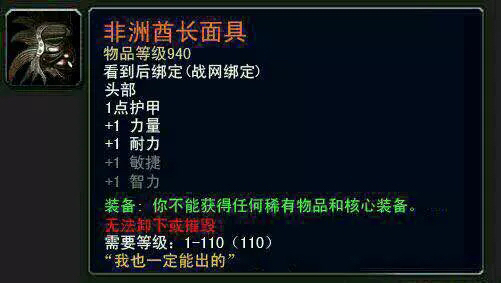 非洲酋长面具
物品等级940
看到后绑定(战网绑定)
头部
1点护甲
+1 力量
+1 耐力
+1 敏捷
+1 智力
装备: 你不能获得任何稀有物品和核心装备。
无法卸下或摧毁
需要等级: 1-110 (110)
“我也一定能出的”